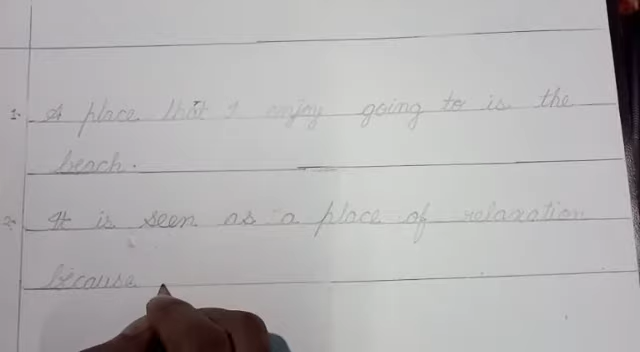 1. A place that I enjoy going to is the
beach.
2. It is seen as a place of relaxation
because